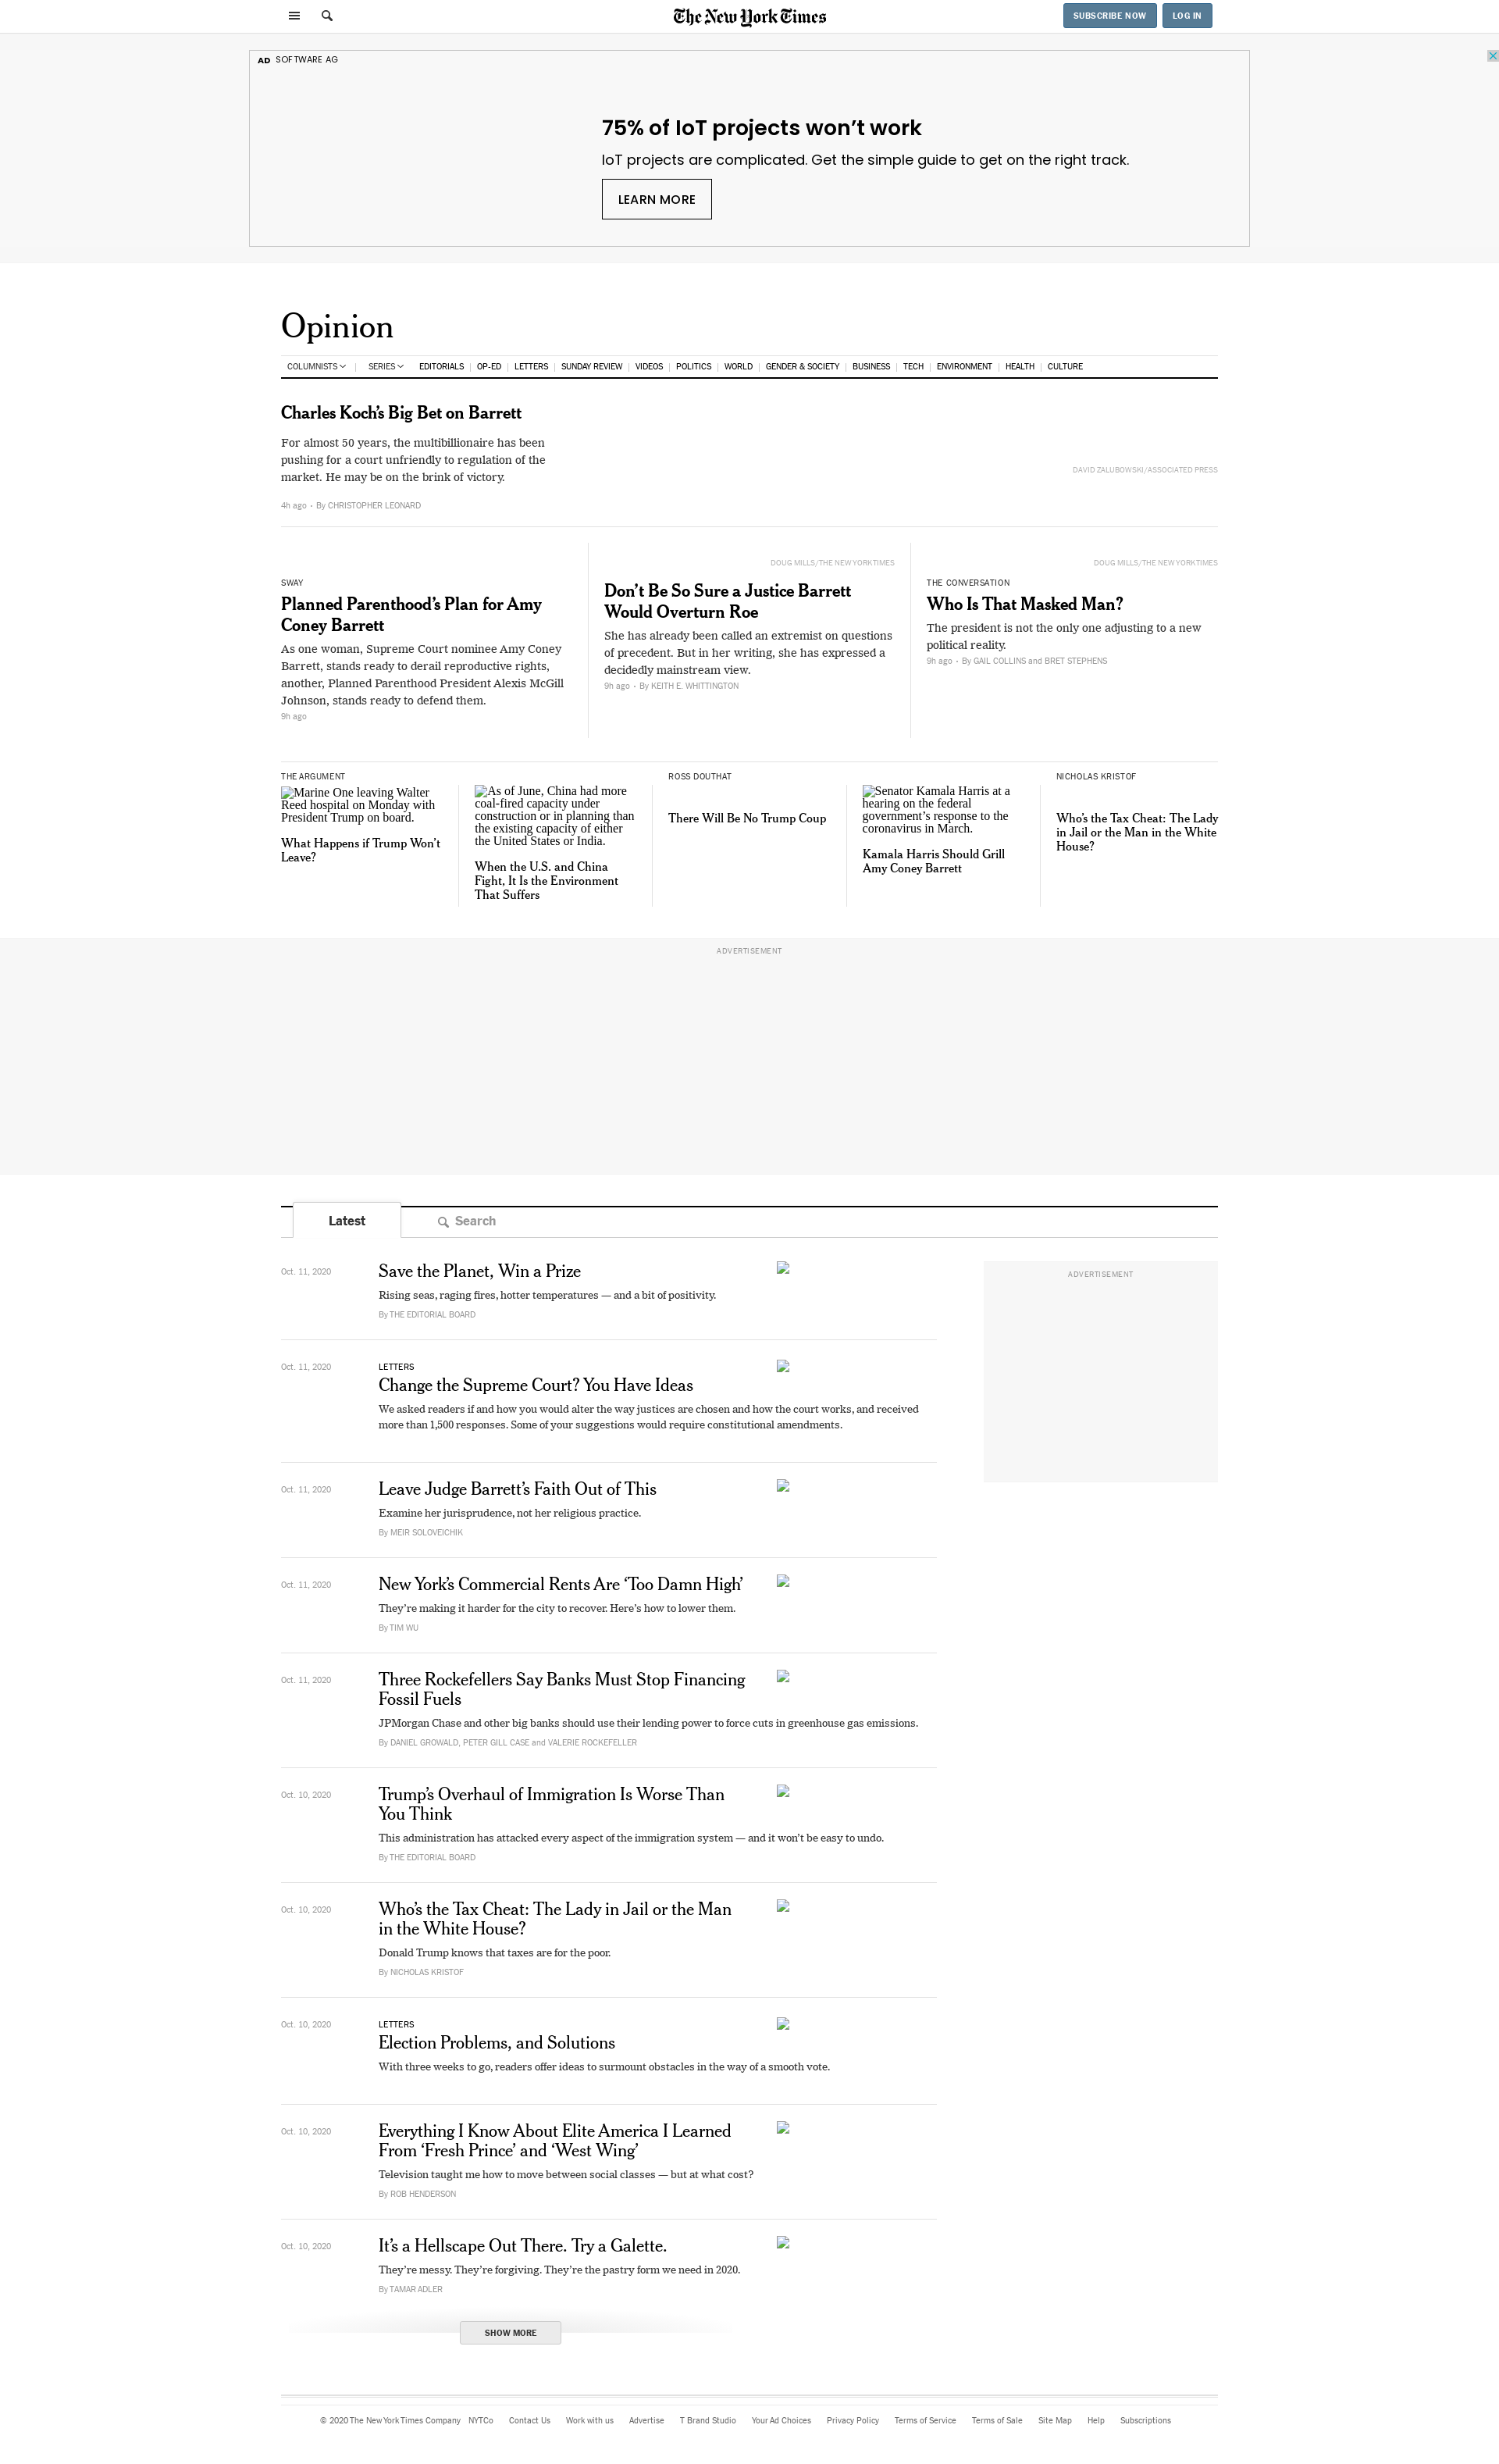 The New York Times
SUBSCRIBE NOW
LOG IN
AD SOFTWARE AG
75% of IoT projects won’t work
IoT projects are complicated. Get the simple guide to get on the right track.
LEARN MORE
Opinion
COLUMNISTS SERIES EDITORIALS OP-ED LETTERS SUNDAY REVIEW VIDEOS POLITICS WORLD GENDER & SOCIETY BUSINESS TECH ENVIRONMENT HEALTH CULTURE
Charles Koch’s Big Bet on Barrett
For almost 50 years, the multibillionaire has been
pushing for a court unfriendly to regulation of the
market. He may be on the brink of victory.
4h ago • By CHRISTOPHER LEONARD
DAVID ZALUBOWSKI/ASSOCIATED PRESS
SWAY
Planned Parenthood’s Plan for Amy
Coney Barrett
As one woman, Supreme Court nominee Amy Coney
Barrett, stands ready to derail reproductive rights,
another, Planned Parenthood President Alexis McGill
Johnson, stands ready to defend them.
9h ago
DOUG MILLS/THE NEW YORK TIMES
Don’t Be So Sure a Justice Barrett
Would Overturn Roe
She has already been called an extremist on questions
of precedent. But in her writing, she has expressed a
decidedly mainstream view.
9h ago • By KEITH E. WHITTINGTON
DOUG MILLS/THE NEW YORK TIMES
THE CONVERSATION
Who Is That Masked Man?
The president is not the only one adjusting to a new
political reality.
9h ago • By GAIL COLLINS and BRET STEPHENS
THE ARGUMENT
Marine One leaving Walter
Reed hospital on Monday with
President Trump on board.
What Happens if Trump Won’t
Leave?
As of June, China had more
coal-fired capacity under
construction or in planning than
the existing capacity of either
the United States or India.
When the U.S. and China
Fight, It Is the Environment
That Suffers
ROSS DOUTHAT
There Will Be No Trump Coup
Senator Kamala Harris at a
hearing on the federal
government’s response to the
coronavirus in March.
Kamala Harris Should Grill
Amy Coney Barrett
NICHOLAS KRISTOF
Who’s the Tax Cheat: The Lady
in Jail or the Man in the White
House?
ADVERTISEMENT
Latest
Search
Oct. 11, 2020
Save the Planet, Win a Prize
Rising seas, raging fires, hotter temperatures — and a bit of positivity.
By THE EDITORIAL BOARD
ADVERTISEMENT
Oct. 11, 2020
LETTERS
Change the Supreme Court? You Have Ideas
We asked readers if and how you would alter the way justices are chosen and how the court works, and received
more than 1,500 responses. Some of your suggestions would require constitutional amendments.
Oct. 11, 2020
Leave Judge Barrett’s Faith Out of This
Examine her jurisprudence, not her religious practice.
By MEIR SOLOVEICHIK
Oct. 11, 2020
New York’s Commercial Rents Are ‘Too Damn High’
They’re making it harder for the city to recover. Here’s how to lower them.
By TIM WU
Oct. 11, 2020
Three Rockefellers Say Banks Must Stop Financing
Fossil Fuels
JPMorgan Chase and other big banks should use their lending power to force cuts in greenhouse gas emissions.
By DANIEL GROWALD, PETER GILL CASE and VALERIE ROCKEFELLER
Oct. 10, 2020
Trump’s Overhaul of Immigration Is Worse Than
You Think
This administration has attacked every aspect of the immigration system — and it won’t be easy to undo.
By THE EDITORIAL BOARD
Oct. 10, 2020
Who’s the Tax Cheat: The Lady in Jail or the Man
in the White House?
Donald Trump knows that taxes are for the poor.
By NICHOLAS KRISTOF
Oct. 10, 2020
LETTERS
Election Problems, and Solutions
With three weeks to go, readers offer ideas to surmount obstacles in the way of a smooth vote.
Oct. 10, 2020
Everything I Know About Elite America I Learned
From ‘Fresh Prince’ and ‘West Wing’
Television taught me how to move between social classes — but at what cost?
By ROB HENDERSON
Oct. 10, 2020
It’s a Hellscape Out There. Try a Galette.
They’re messy. They’re forgiving. They’re the pastry form we need in 2020.
By TAMAR ADLER
SHOW MORE
© 2020 The New York Times Company NYTCo Contact Us Work with us Advertise T Brand Studio Your Ad Choices Privacy Policy Terms of Service Terms of Sale Site Map Help Subscriptions